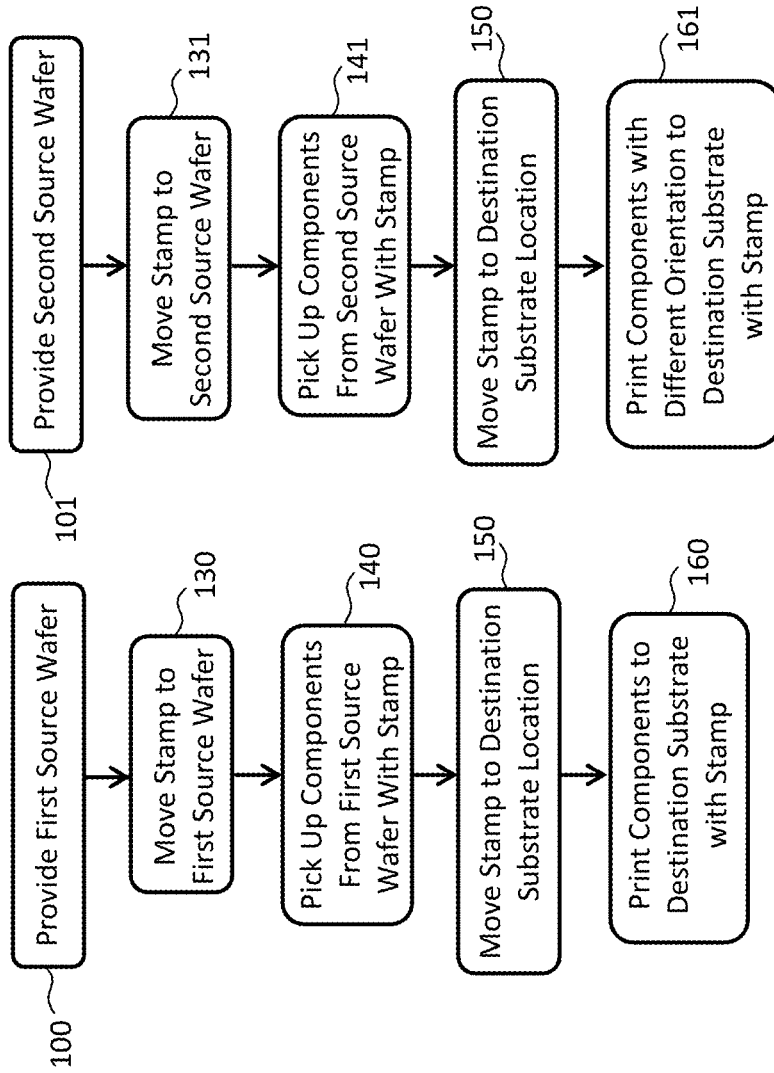 100
Provide First Source Wafer
130
Move Stamp to
First Source Wafer
140
Pick Up Components
From First Source
Wafer With Stamp
150
Move Stamp to Destination
Substrate Location
160
Print Components to
Destination Substrate
with Stamp
101
Provide Second Source Wafer
131
Move Stamp to
Second Source Wafer
141
Pick Up Components
From Second Source
Wafer With Stamp
150
Move Stamp to Destination
Substrate Location
161
Print Components with
Different Orientation to
Destination Substrate
with Stamp